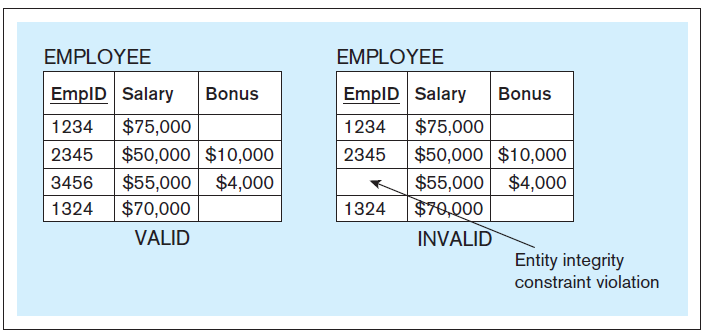 EMPLOYEE
EmpID Salary Bonus
1234 $75,000
2345 $50,000 $10,000
3456 $55,000 $4,000
1324 $70,000
VALID
EMPLOYEE
EmpID Salary Bonus
1234 $75,000
2345 $50,000 $10,000
$55,000 $4,000
1324 $70,000
INVALID
Entity integrity
constraint violation